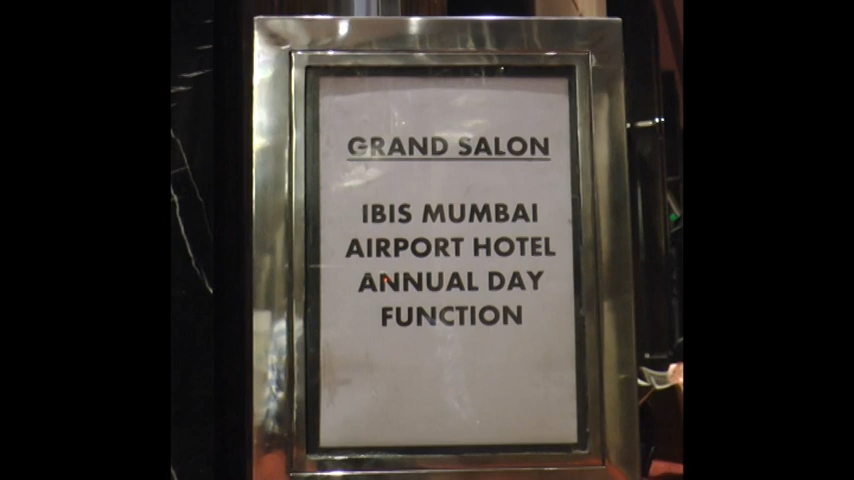 GRAND SALON
IBIS MUMBAI
AIRPORT HOTEL
ANNUAL DAY
FUNCTION